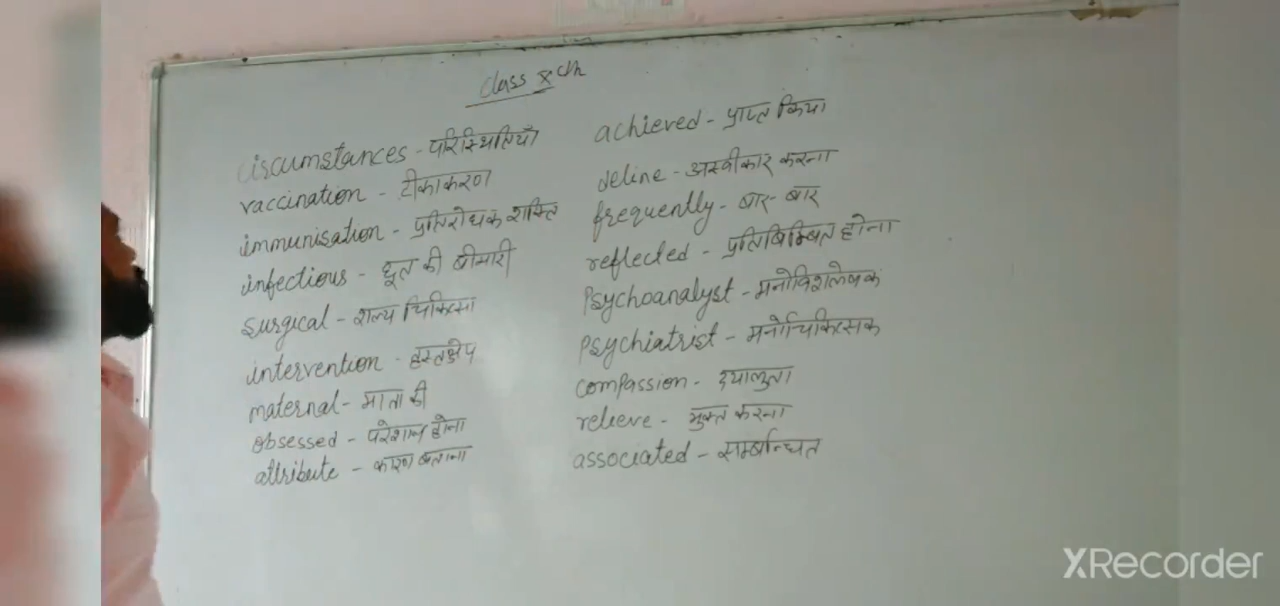 Class Xth
circumstances - परिस्थितियाँ
vaccination - टीकाकरण
immunisation - प्रतिरोधक शक्ति
infectious - छूत की बीमारी
surgical - शल्य चिकित्सा
intervention - हस्तक्षेप
maternal - माता की
obsessed - परेशान होना
attribute - कारण बताना
achieved - प्राप्त किया
deline - अस्वीकार करना
frequently - बार-बार
reflected - प्रतिबिम्बित होना
Psychoanalyst - मनोविश्लेषक
Psychiatrist - मनोचिकित्सक
compassion - दयालुता
relieve - मुक्त करना
associated - सम्बन्धित
XRecorder